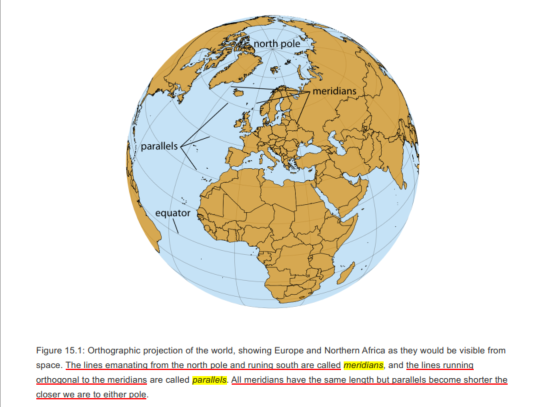 north pole
meridians
parallels
equator
Figure 15.1: Orthographic projection of the world, showing Europe and Northern Africa as they would be visible from
space. The lines emanating from the north pole and runing south are called meridians, and the lines running
orthogonal to the meridians are called parallels. All meridians have the same length but parallels become shorter the
closer we are to either pole.